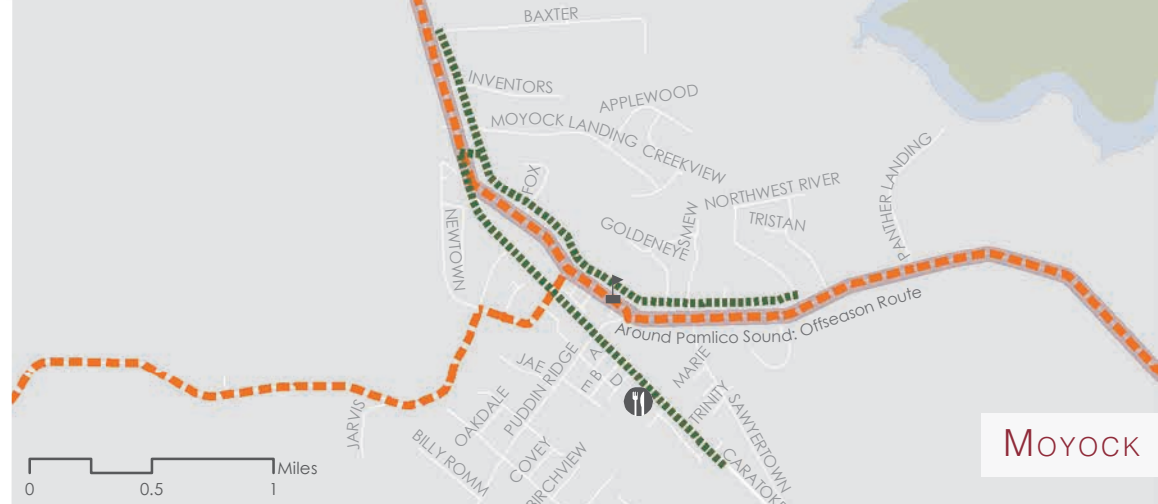 BAXTER
INVENTORS
APPLEWOOD
MOYOCK LANDING
CREEKVIEW
FOX
NORTHWEST RIVER
PANTHER LANDING
NEWTOWN
GOLDENEYE
SMEW
TRISTAN
Around Pamlico Sound: Offseason Route
JAE
PUDDIN RIDGE
A
B
E
D
MARIE
TRINITY
SAWYERTOWN
JARVIS
OAKDALE
BILLY ROMM
COVEY
BIRCHVIEW
CARATOKE
MOYOCK
Miles
0 0.5 1